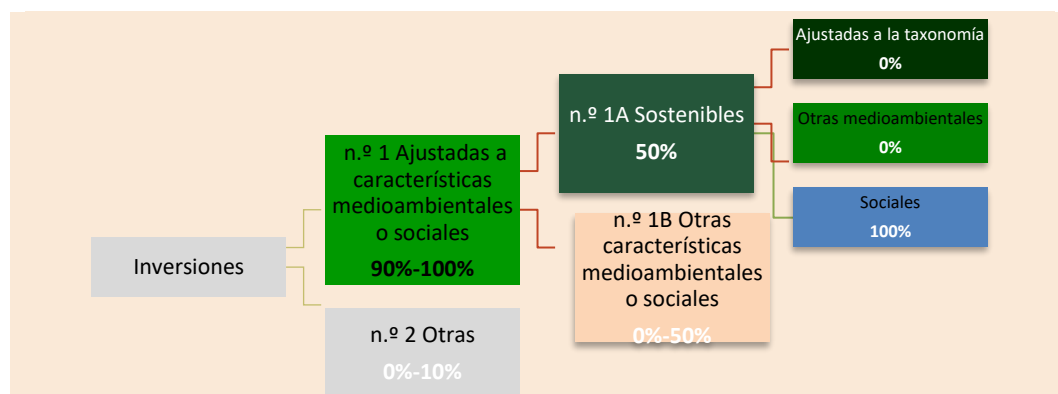 Inversiones
n.º 1 Ajustadas a
características
medioambientales
o sociales
90%-100%
n.º 2 Otras
0%-10%
n.º 1A Sostenibles
50%
n.º 1B Otras
características
medioambientales
o sociales
0%-50%
Ajustadas a la taxonomía
0%
Otras medioambientales
0%
Sociales
100%